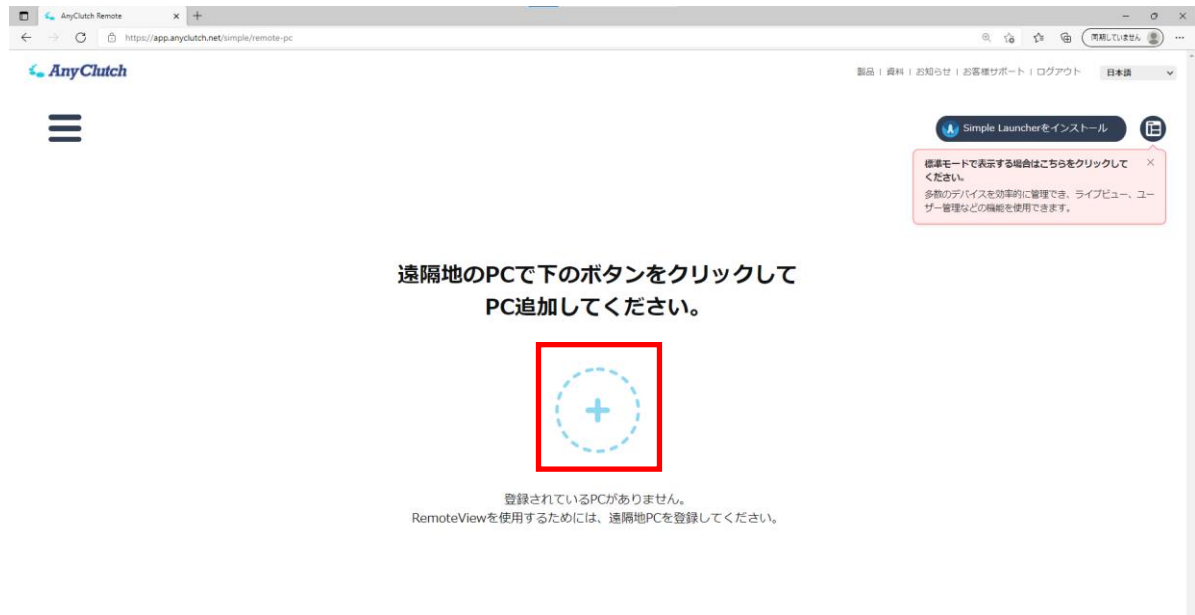 AnyClutch Remote
https://app.anyclutch.net/simple/remote-pc
同期していません
AnyClutch
製品 | 資料 | お知らせ | お客様サポート | ログアウト
日本語
Simple Launcherをインストール
標準モードで表示する場合はこちらをクリックして
ください。
多数のデバイスを効率的に管理でき、ライブビュー、ユー
ザー管理などの機能を使用できます。
遠隔地のPCで下のボタンをクリックして
PC追加してください。
登録されているPCがありません。
RemoteViewを使用するためには、遠隔地PCを登録してください。